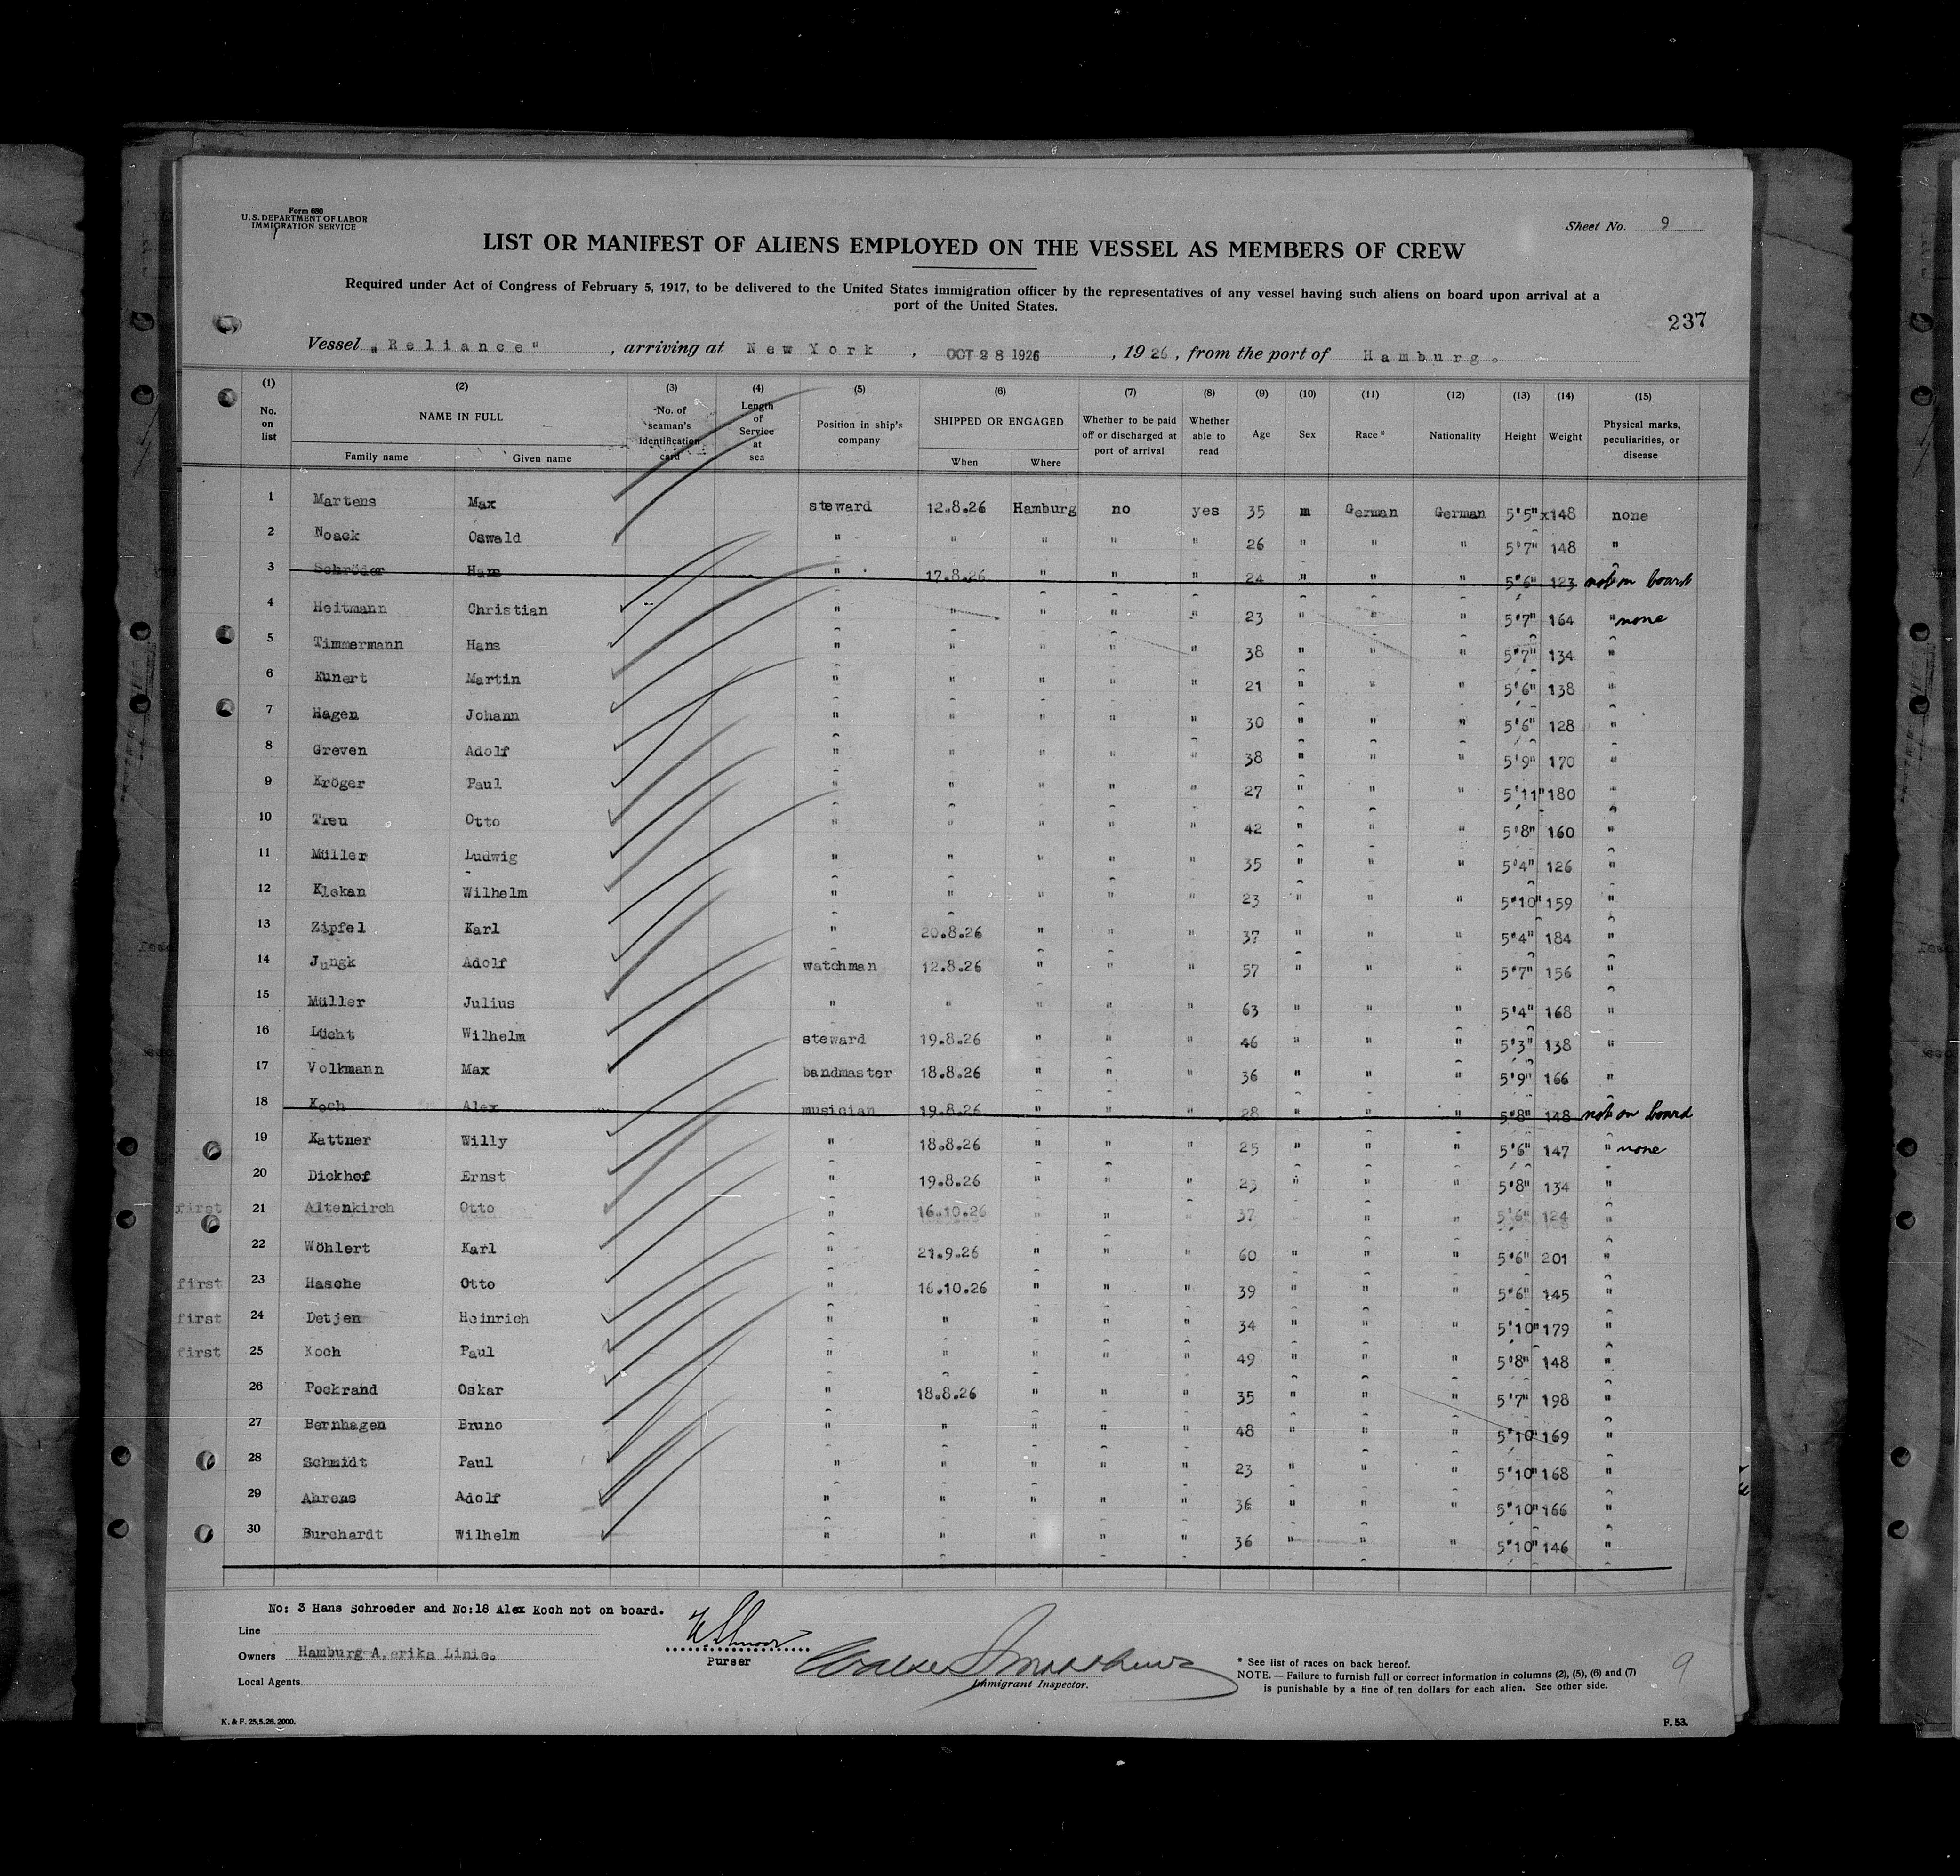 Form 680
U. S. DEPARTMENT OF LABOR
IMMIGRATION SERVICE
Sheet No. 9
LIST OR MANIFEST OF ALIENS EMPLOYED ON THE VESSEL AS MEMBERS OF CREW
Required under Act of Congress of February 5, 1917, to be delivered to the United States immigration officer by the representatives of any vessel having such aliens on board upon arrival at a
port of the United States.
237
Vessel „Reliance" , arriving at New York , OCT 28 1926 , 1926, from the port of Hamburg.
(1) (2) (3) (4) (5) (6) (7) (8) (9) (10) (11) (12) (13) (14) (15)
No. on list NAME IN FULL Family name Given name No. of seaman's identification card Length of Service at sea Position in ship's company SHIPPED OR ENGAGED When Where Whether to be paid off or discharged at port of arrival Whether able to read Age Sex Race* Nationality Height Weight Physical marks, peculiarities, or disease
1 Martens Max steward 12.8.26 Hamburg no yes 35 m German German 5'5" x148 none
2 Noack Oswald " " " " " 26 " " " 5'7" 148 "
3 Schröder Hans " 17.8.26 " " " 24 " " " 5'6" 123 not on board
4 Heitmann Christian " " " " " 23 " " " 5'7" 164 " none
5 Timmermann Hans " " " " " 38 " " " 5'7" 134 "
6 Kunert Martin " " " " " 21 " " " 5'6" 138 "
7 Hagen Johann " " " " " 30 " " " 5'6" 128 "
8 Greven Adolf " " " " " 38 " " " 5'9" 170 "
9 Kröger Paul " " " " " 27 " " " 5'11" 180 "
10 Treu Otto " " " " " 42 " " " 5'8" 160 "
11 Müller Ludwig " " " " " 35 " " " 5'4" 126 "
12 Klekan Wilhelm " " " " " 23 " " " 5'10" 159 "
13 Zipfel Karl " 20.8.26 " " " 37 " " " 5'4" 184 "
14 Jungk Adolf watchman 12.8.26 " " " 57 " " " 5'7" 156 "
15 Müller Julius " " " " " 63 " " " 5'4" 168 "
16 Lücht Wilhelm steward 19.8.26 " " " 46 " " " 5'3" 138 "
17 Volkmann Max bandmaster 18.8.26 " " " 36 " " " 5'9" 166 "
18 Koch Alex musician 19.8.26 " " " 28 " " " 5'8" 148 not on board
19 Kattner Willy " 18.8.26 " " " 25 " " " 5'6" 147 " none
20 Dickhof Ernst " 19.8.26 " " " 23 " " " 5'8" 134 "
first 21 Altenkirch Otto " 16.10.26 " " " 37 " " 5'6" 124 "
22 Wöhlert Karl " 21.9.26 " " " 60 " " " 5'6" 201 "
first 23 Hasche Otto " 16.10.26 " " " 39 " " " 5'6" 145 "
first 24 Detjen Heinrich " " " " " 34 " " " 5'10" 179 "
first 25 Koch Paul " " " " " 49 " " " 5'8" 148 "
26 Pockrand Oskar " 18.8.26 " " " 35 " " " 5'7" 198 "
27 Bernhagen Bruno " " " " " 48 " " " 5'10" 169 "
28 Schmidt Paul " " " " " 23 " " " 5'10" 168 "
29 Ahrens Adolf " " " " " 36 " " " 5'10" 166 "
30 Burchardt Wilhelm " " " " " 36 " " " 5'10" 146 "
No: 3 Hans Schroeder and No:18 Alex Koch not on board.
Line
Owners Hamburg A erika Linie.
Local Agents
Purser
Immigrant Inspector.
* See list of races on back hereof.
NOTE. — Failure to furnish full or correct information in columns (2), (5), (6) and (7)
is punishable by a fine of ten dollars for each alien. See other side.
9
K. & F. 25.5.26. 2000.
F. 53.